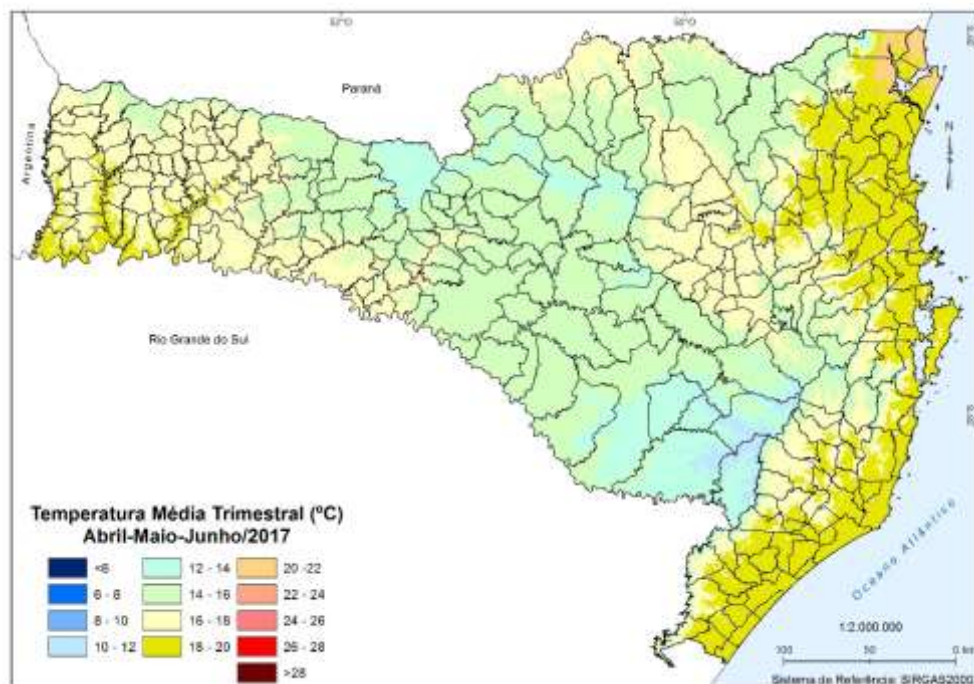 Paraná
Argentina
N
Rio Grande do Sul
Oceano Atlântico
Temperatura Média Trimestral (ºC)
Abril-Maio-Junho/2017
<6
6 - 8
8 - 10
10 - 12
12 - 14
14 - 16
16 - 18
18 - 20
20 -22
22 - 24
24 - 26
26 - 28
>28
1:2.000.000
100 50 0 km
Sistema de Referência: SIRGAS2000